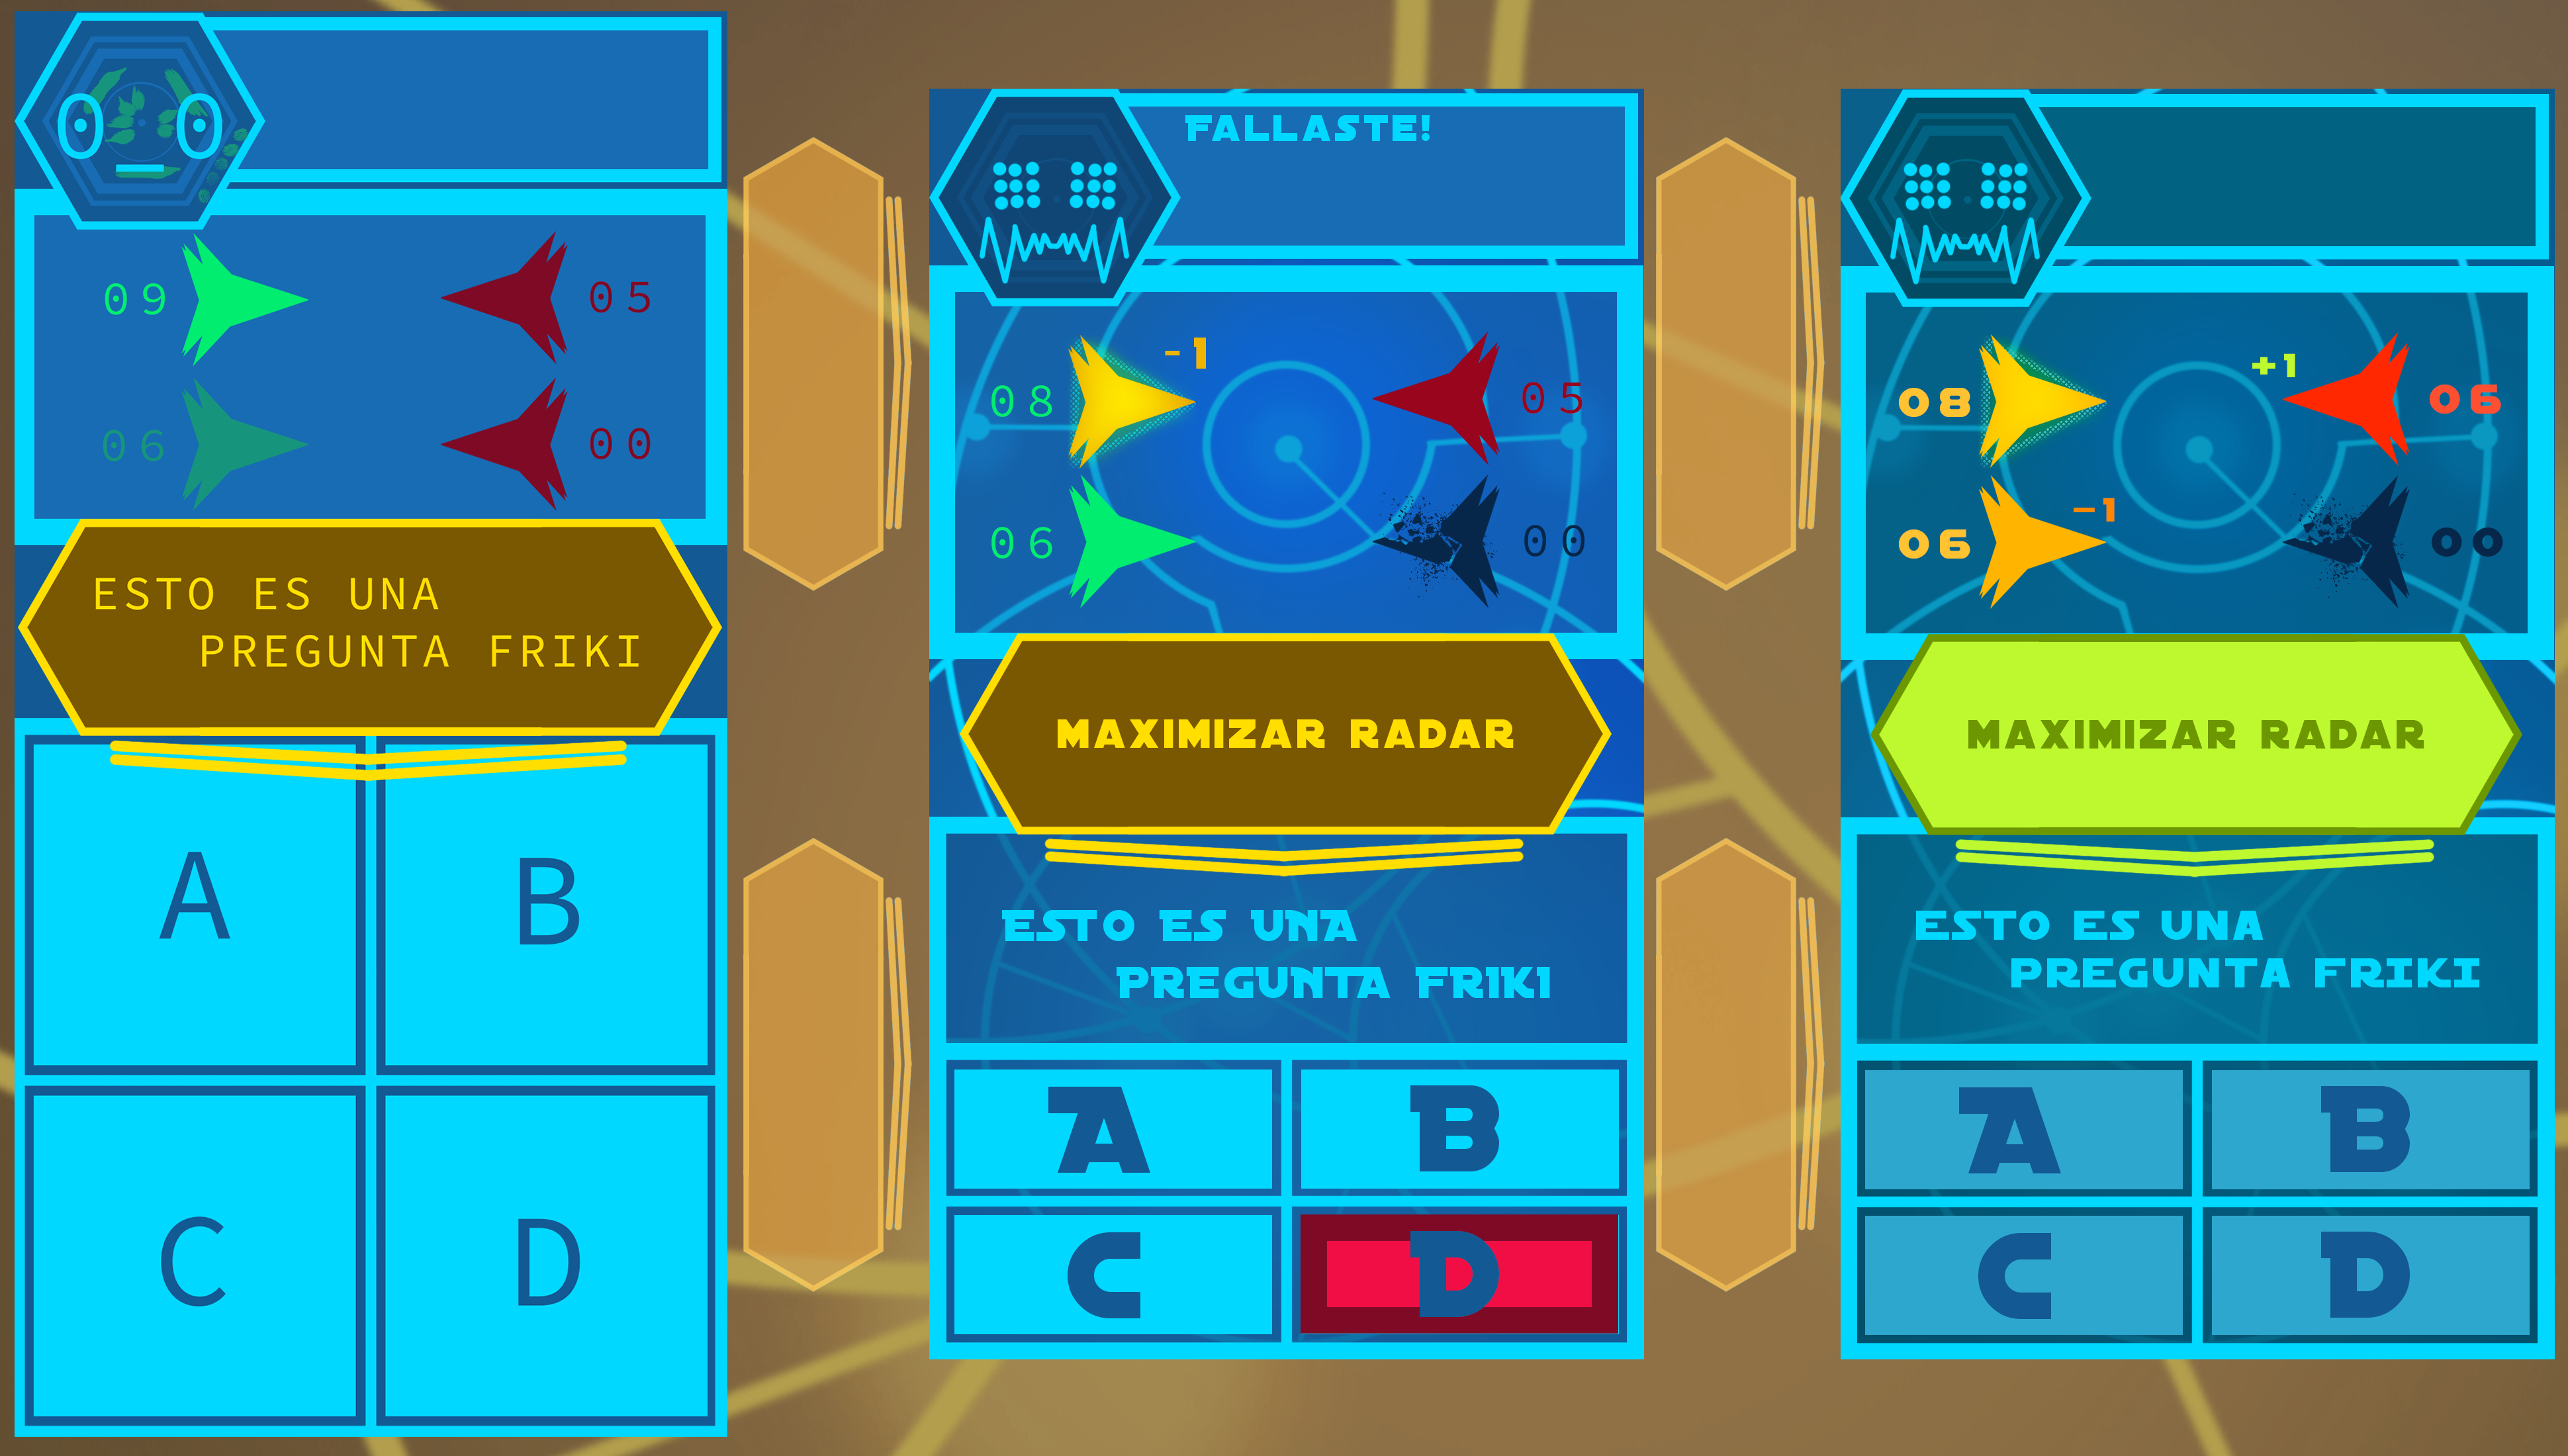 09
05
06
00
ESTO ES UNA
PREGUNTA FRIKI
A
B
C
D
FALLASTE!
-1
08
05
06
00
MAXIMIZAR RADAR
ESTO ES UNA
PREGUNTA FRIKI
A
B
C
D
+1
08
06
-1
06
00
MAXIMIZAR RADAR
ESTO ES UNA
PREGUNTA FRIKI
A
B
C
D